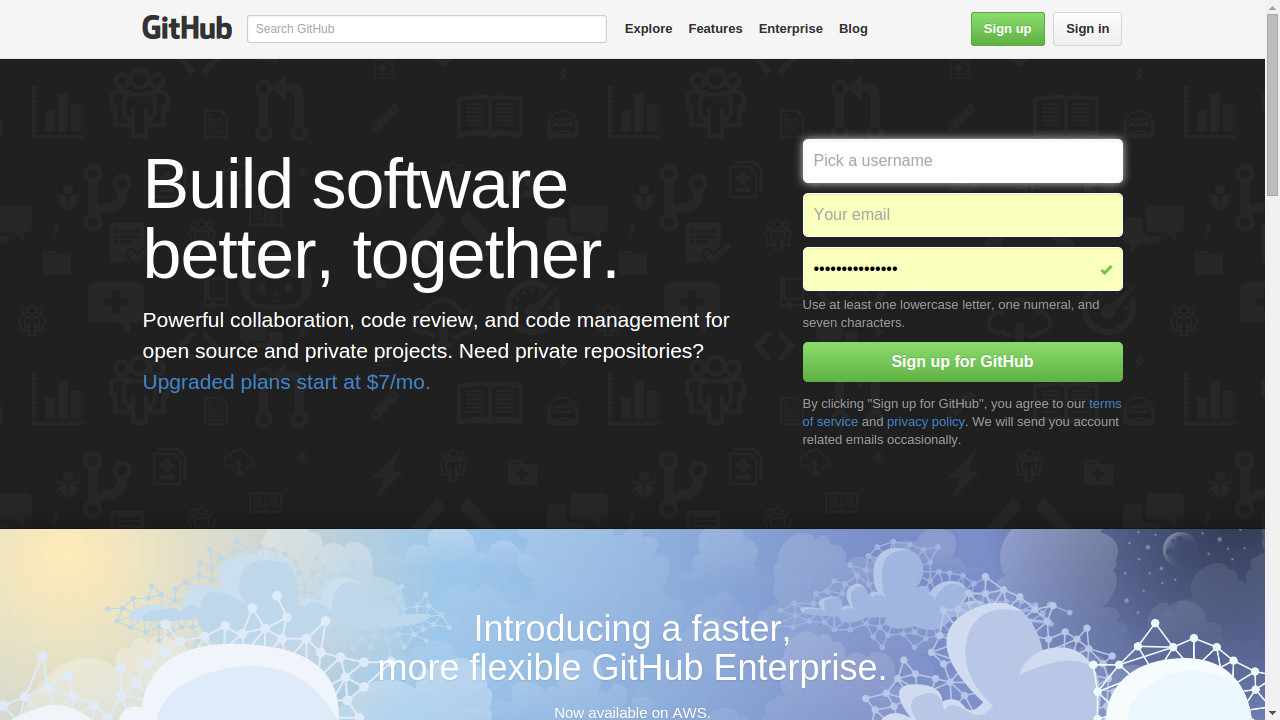 GitHub
Search GitHub
Explore Features Enterprise Blog
Sign up
Sign in
Build software
better, together.
Powerful collaboration, code review, and code management for
open source and private projects. Need private repositories?
Upgraded plans start at $7/mo.
Pick a username
Your email
•••••••••••••••
Use at least one lowercase letter, one numeral, and
seven characters.
Sign up for GitHub
By clicking "Sign up for GitHub", you agree to our terms
of service and privacy policy. We will send you account
related emails occasionally.
Introducing a faster,
more flexible GitHub Enterprise.
Now available on AWS.